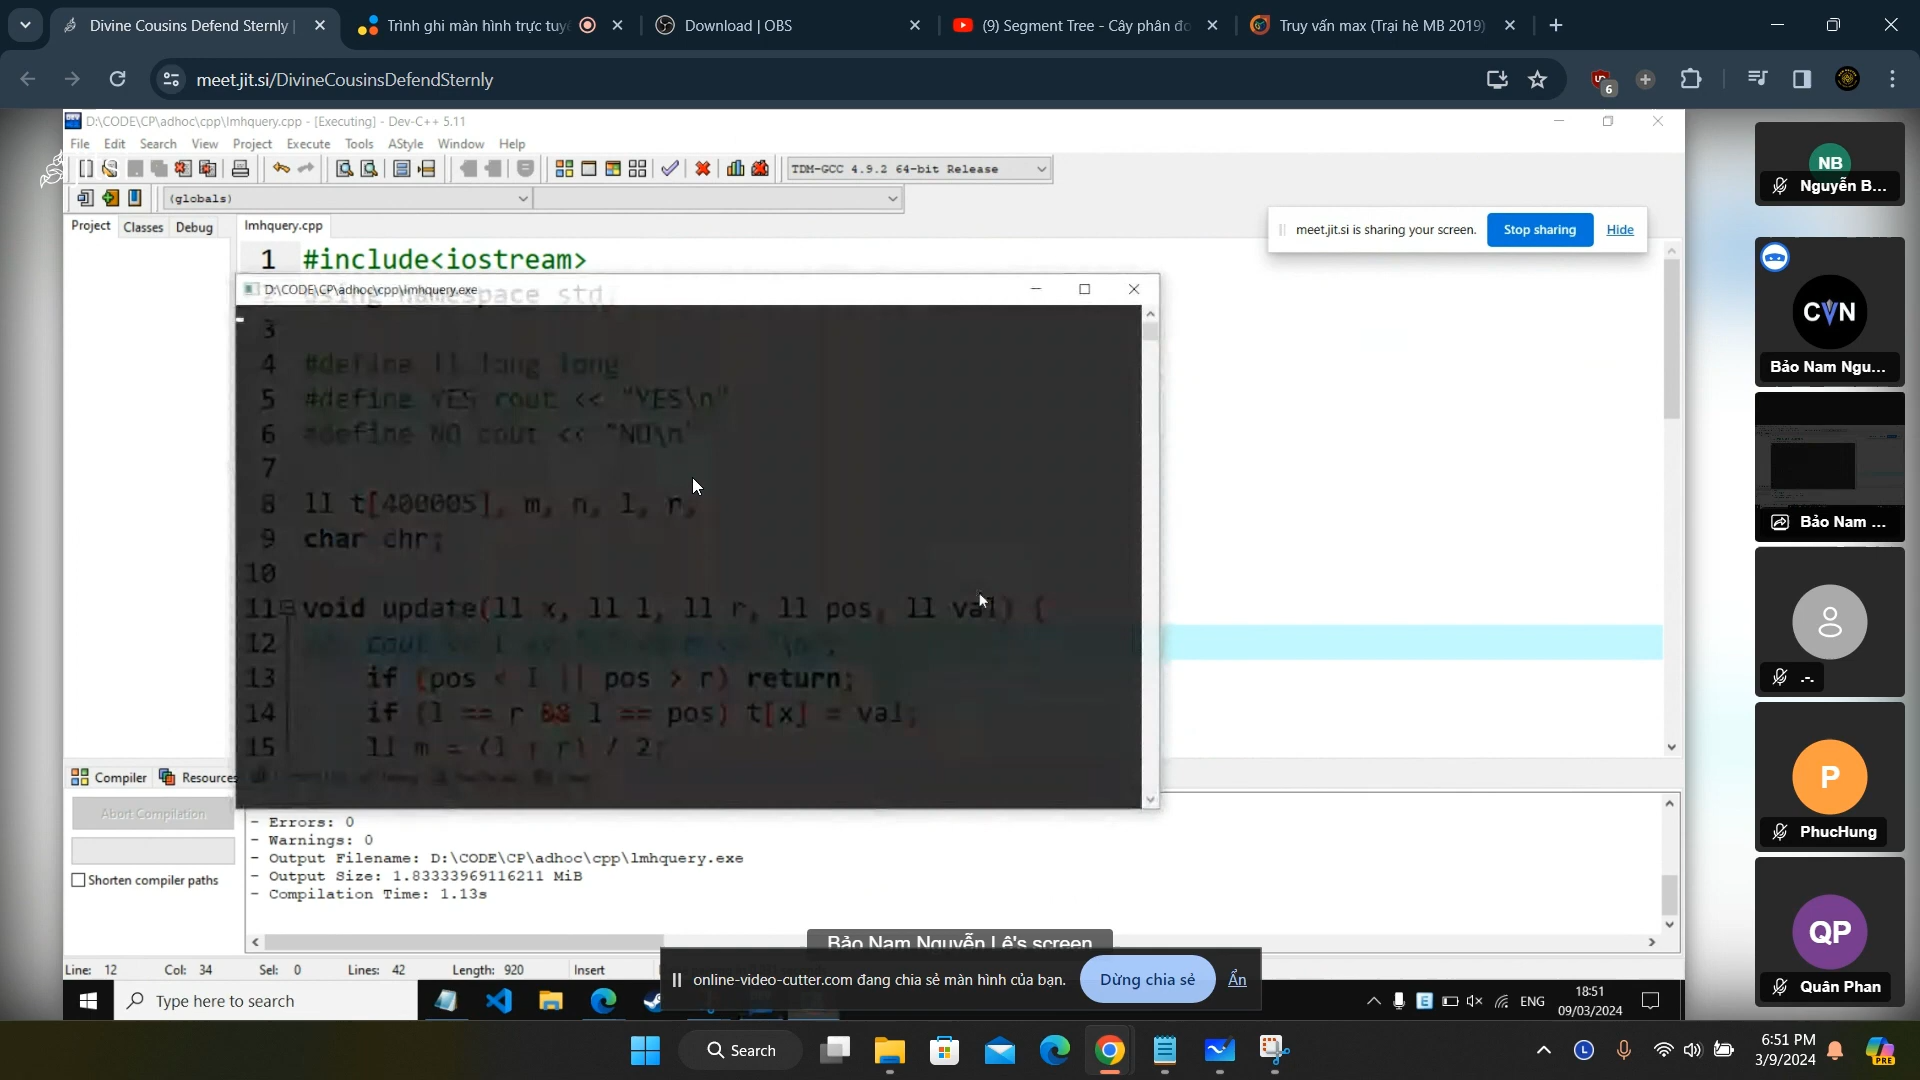 Divine Cousins Defend Sternly |
Trình ghi màn hình trực tuy
Download | OBS
(9) Segment Tree - Cây phân đo
Truy vấn max (Trại hè MB 2019)
meet.jit.si/DivineCousinsDefendSternly
6
D:\CODE\CP\adhoc\cpp\lmhquery.cpp - [Executing] - Dev-C++ 5.11
File Edit Search View Project Execute Tools AStyle Window Help
TDM-GCC 4.9.2 64-bit Release
(globals)
Project Classes Debug
lmhquery.cpp
meet.jit.si is sharing your screen. Stop sharing Hide
1 #include<iostream>
D:\CODE\CP\adhoc\cpp\lmhquery.exe
2 using namespace std;
3
4 #define ll long long
5 #define YES cout << "YES\n"
6 #define NO cout << "NO\n"
7
8 ll t[400005], m, n, l, r,
9 char chr;
10
11 void update(ll x, ll l, ll r, ll pos, ll val) {
12
13 if (pos < l || pos > r) return;
14 if (l == r && l == pos) t[x] = val;
15 ll m = (l + r) / 2;
Compiler Resources
Abort Compilation
Shorten compiler paths
- Errors: 0
- Warnings: 0
- Output Filename: D:\CODE\CP\adhoc\cpp\lmhquery.exe
- Output Size: 1.83333969116211 MiB
- Compilation Time: 1.13s
Line: 12 Col: 34 Sel: 0 Lines: 42 Length: 920 Insert
Bảo Nam Nguyễn Lê's screen
online-video-cutter.com đang chia sẻ màn hình của bạn. Dừng chia sẻ Ẩn
Type here to search
ENG
18:51
09/03/2024
NB
Nguyễn B...
CVN
Bảo Nam Ngu...
Bảo Nam ...
.-.
P
PhucHung
QP
Quân Phan
Search
L
6:51 PM
3/9/2024
PRE